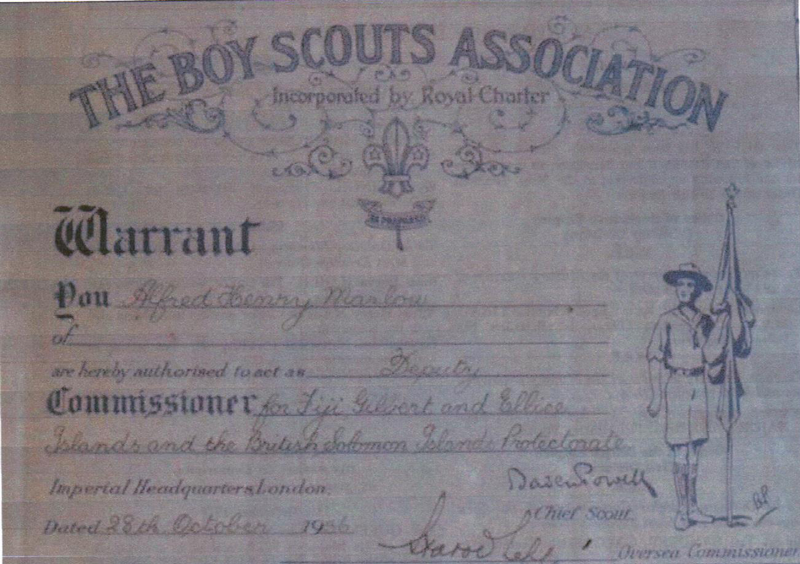 THE BOY SCOUTS ASSOCIATION
Incorporated by Royal Charter
BE PREPARED
Warrant
You Alfred Henry Marlow
of
are hereby authorised to act as Deputy
Commissioner for Fiji Gilbert and Ellice
Islands and the British Solomon Islands Protectorate
Imperial Headquarters, London.
Baden Powell
Chief Scout.
Dated 28th October 1936
Oversea Commissioner